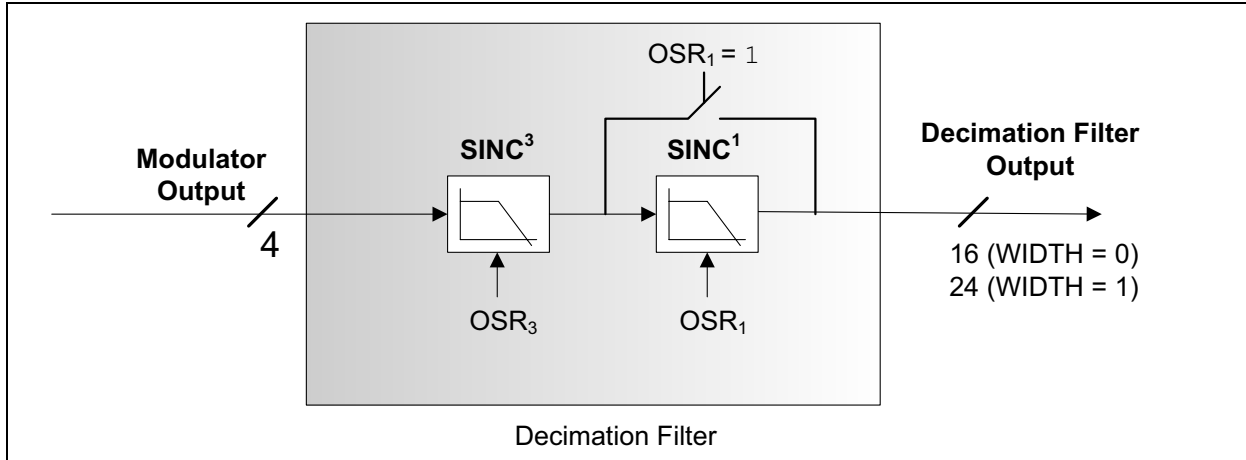 OSR₁ = 1
SINC³
SINC¹
Modulator
Output
4
Decimation Filter
Output
16 (WIDTH = 0)
24 (WIDTH = 1)
OSR₃
OSR₁
Decimation Filter